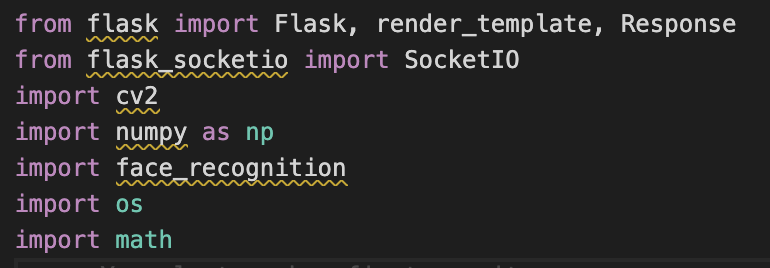 from flask import Flask, render_template, Response
from flask_socketio import SocketIO
import cv2
import numpy as np
import face_recognition
import os
import math